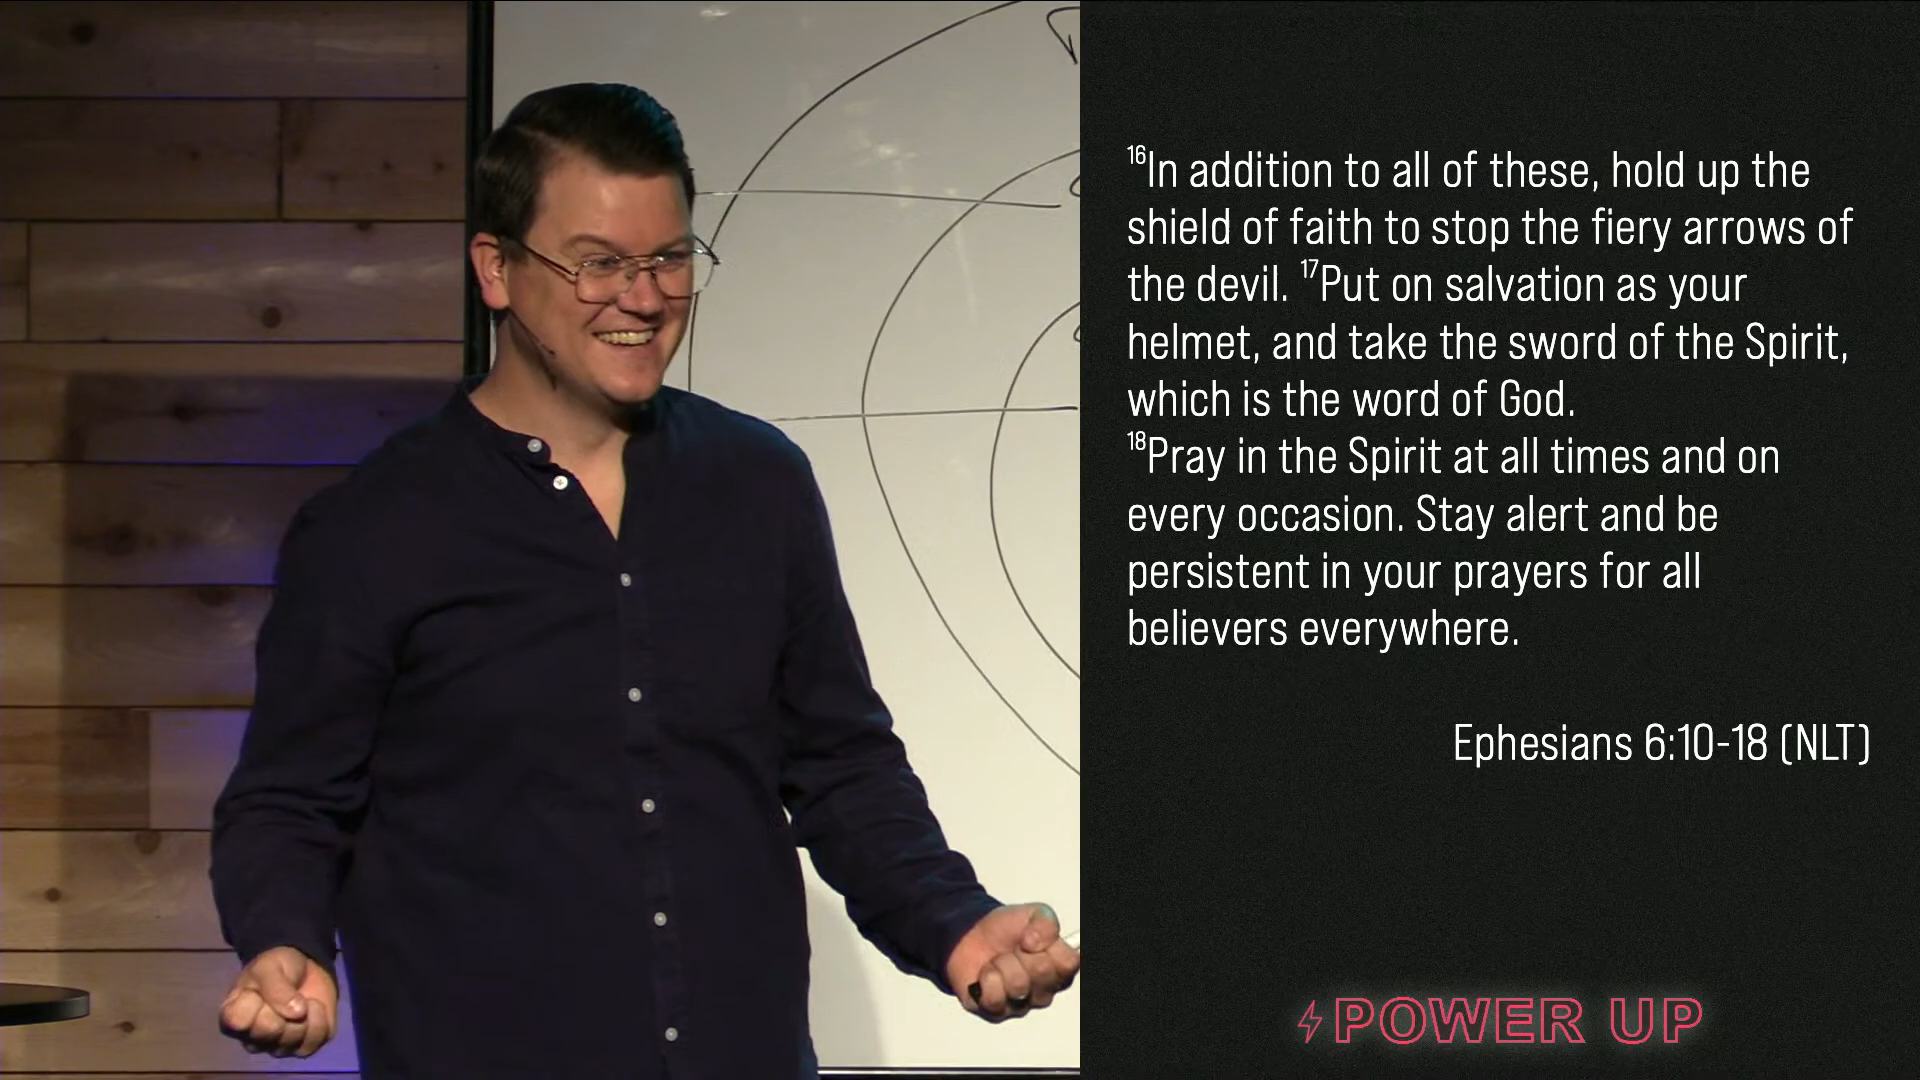 ¹⁶In addition to all of these, hold up the
shield of faith to stop the fiery arrows of
the devil. ¹⁷Put on salvation as your
helmet, and take the sword of the Spirit,
which is the word of God.
¹⁸Pray in the Spirit at all times and on
every occasion. Stay alert and be
persistent in your prayers for all
believers everywhere.
Ephesians 6:10-18 (NLT)
POWER UP